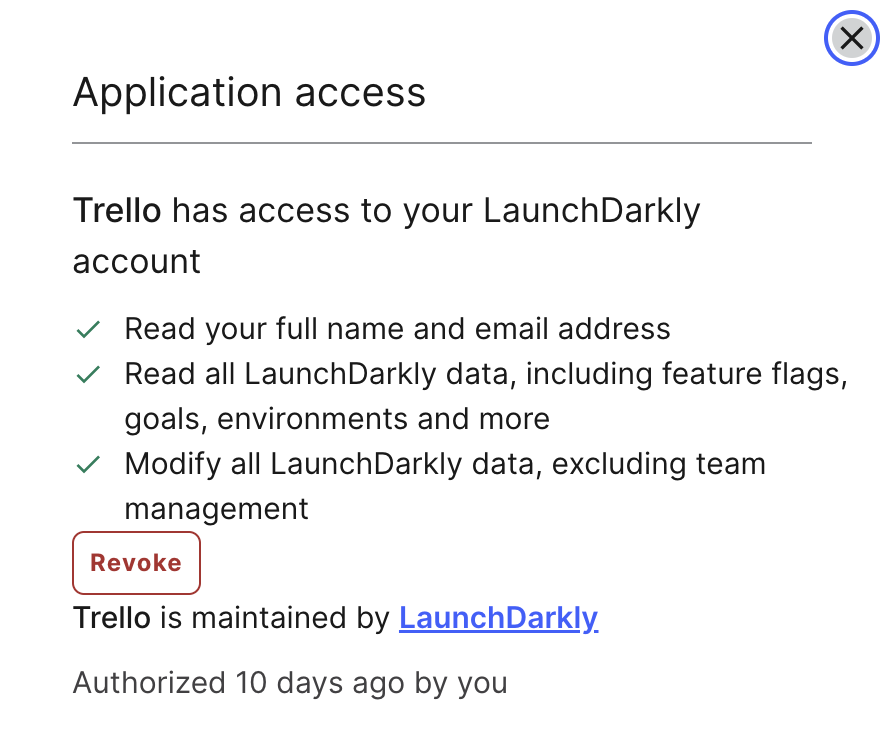 Application access
Trello has access to your LaunchDarkly
account
Read your full name and email address
Read all LaunchDarkly data, including feature flags,
goals, environments and more
Modify all LaunchDarkly data, excluding team
management
Revoke
Trello is maintained by LaunchDarkly
Authorized 10 days ago by you